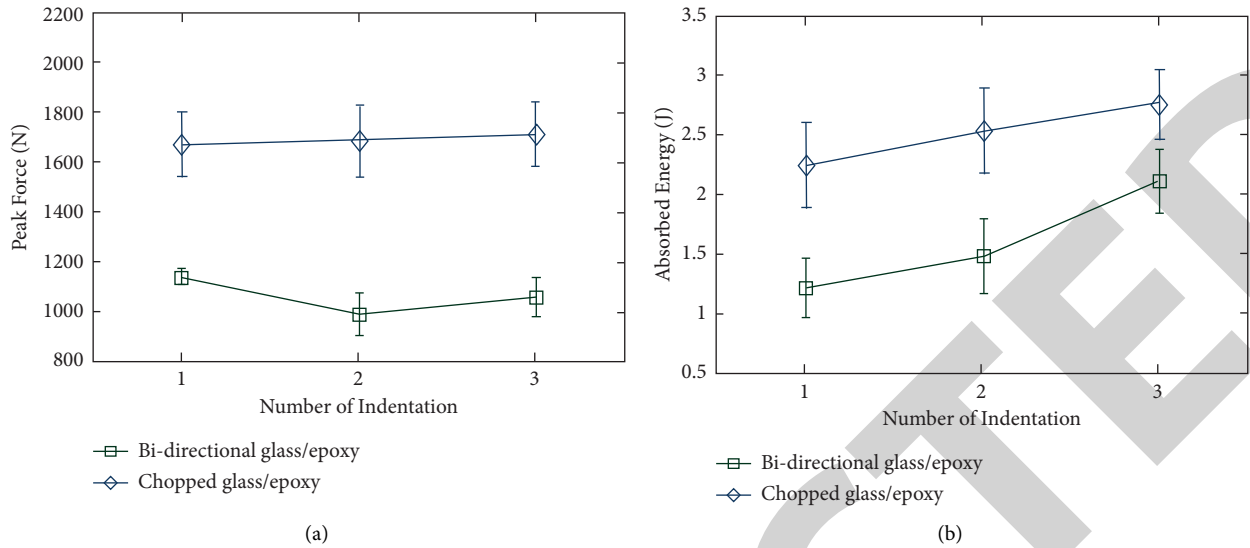 2200
2000
1800
1600
1400
1200
1000
800
Peak Force (N)
1
2
3
Number of Indentation
Bi-directional glass/epoxy
Chopped glass/epoxy
(a)
3.5
3
2.5
2
1.5
1
0.5
Absorbed Energy (J)
1
2
3
Number of Indentation
Bi-directional glass/epoxy
Chopped glass/epoxy
(b)
CTED